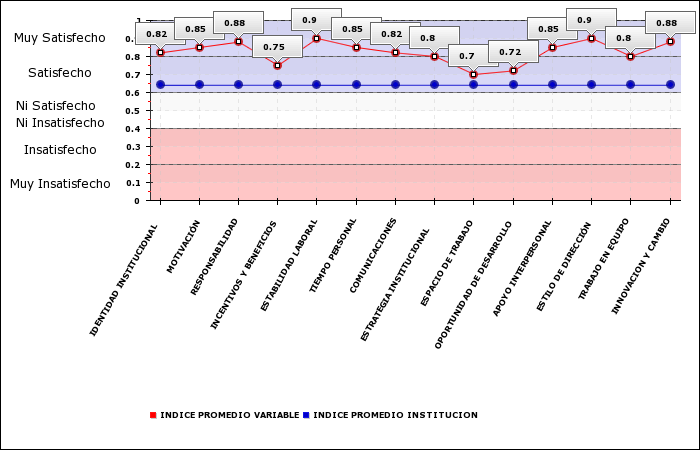 Muy Satisfecho
Satisfecho
Ni Satisfecho
Ni Insatisfecho
Insatisfecho
Muy Insatisfecho
1
0.
0.8
0.7
0.6
0.5
0.4
0.3
0.2
0.1
0
0.82
0.85
0.88
0.75
0.9
0.85
0.82
0.8
0.7
0.72
0.85
0.9
0.8
0.88
IDENTIDAD INSTITUCIONAL
MOTIVACIÓN
RESPONSABILIDAD
INCENTIVOS Y BENEFICIOS
ESTABILIDAD LABORAL
TIEMPO PERSONAL
COMUNICACIONES
ESTRATEGIA INSTITUCIONAL
ESPACIO DE TRABAJO
OPORTUNIDAD DE DESARROLLO
APOYO INTERPERSONAL
ESTILO DE DIRECCIÓN
TRABAJO EN EQUIPO
INNOVACION Y CAMBIO
INDICE PROMEDIO VARIABLE
INDICE PROMEDIO INSTITUCION